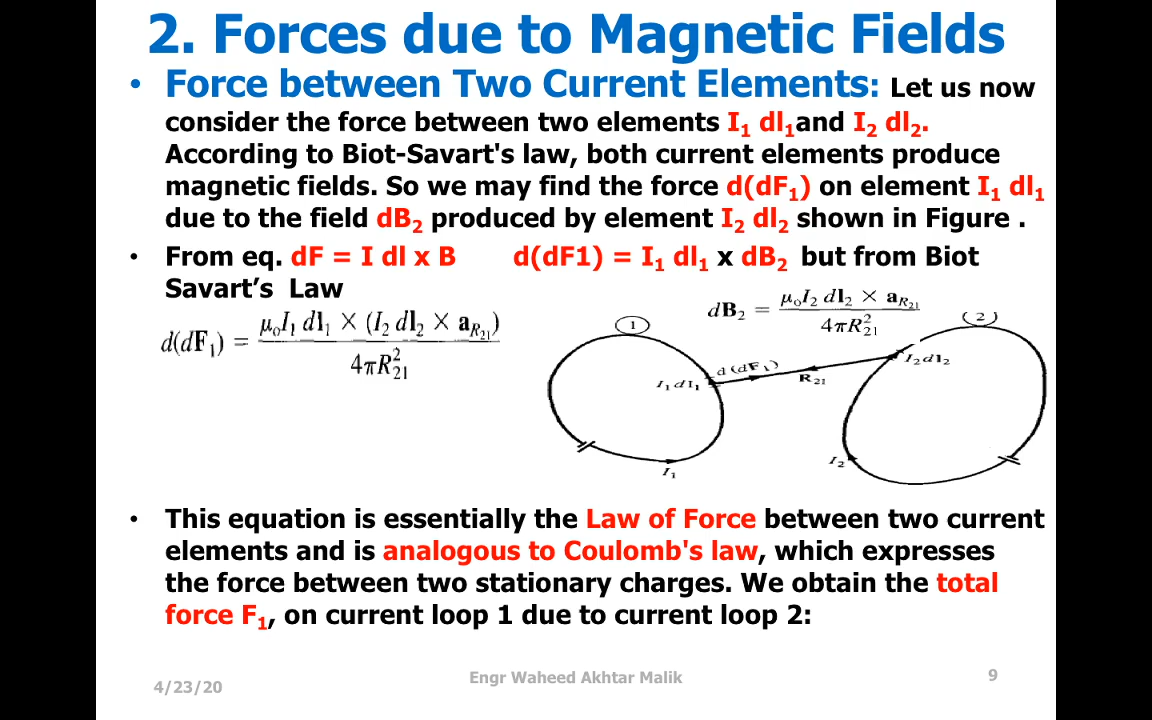 2. Forces due to Magnetic Fields
• Force between Two Current Elements: Let us now
consider the force between two elements I₁ dl₁and I₂ dl₂.
According to Biot-Savart's law, both current elements produce
magnetic fields. So we may find the force d(dF₁) on element I₁ dl₁
due to the field dB₂ produced by element I₂ dl₂ shown in Figure .
• From eq. dF = I dl x B d(dF1) = I₁ dl₁ x dB₂ but from Biot
Savart’s Law
d(dF₁) = μₒI₁ dl₁ × (I₂ dl₂ × a_R₂₁) / 4πR²₂₁
dB₂ = μₒI₂ dl₂ × a_R₂₁ / 4πR²₂₁
1
2
I₁ dl₁
d(dF₁)
R₂₁
I₂ dl₂
I₁
I₂
• This equation is essentially the Law of Force between two current
elements and is analogous to Coulomb's law, which expresses
the force between two stationary charges. We obtain the total
force F₁, on current loop 1 due to current loop 2:
4/23/20
Engr Waheed Akhtar Malik
9